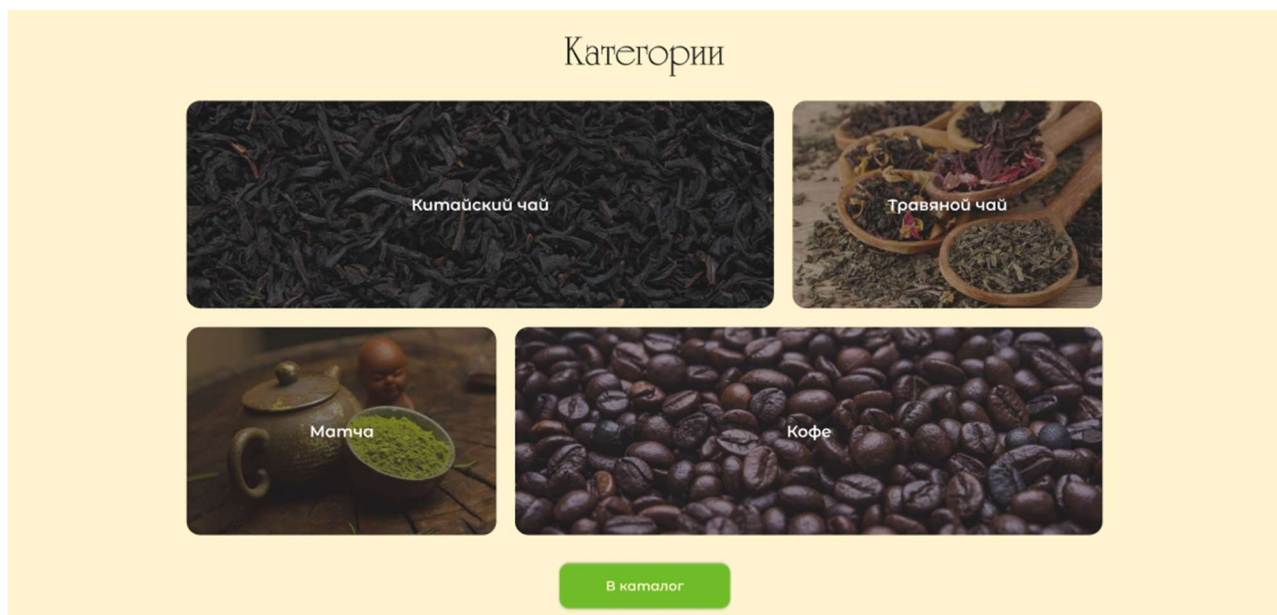 Категории
Китайский чай
Травяной чай
Матча
Кофе
В каталог